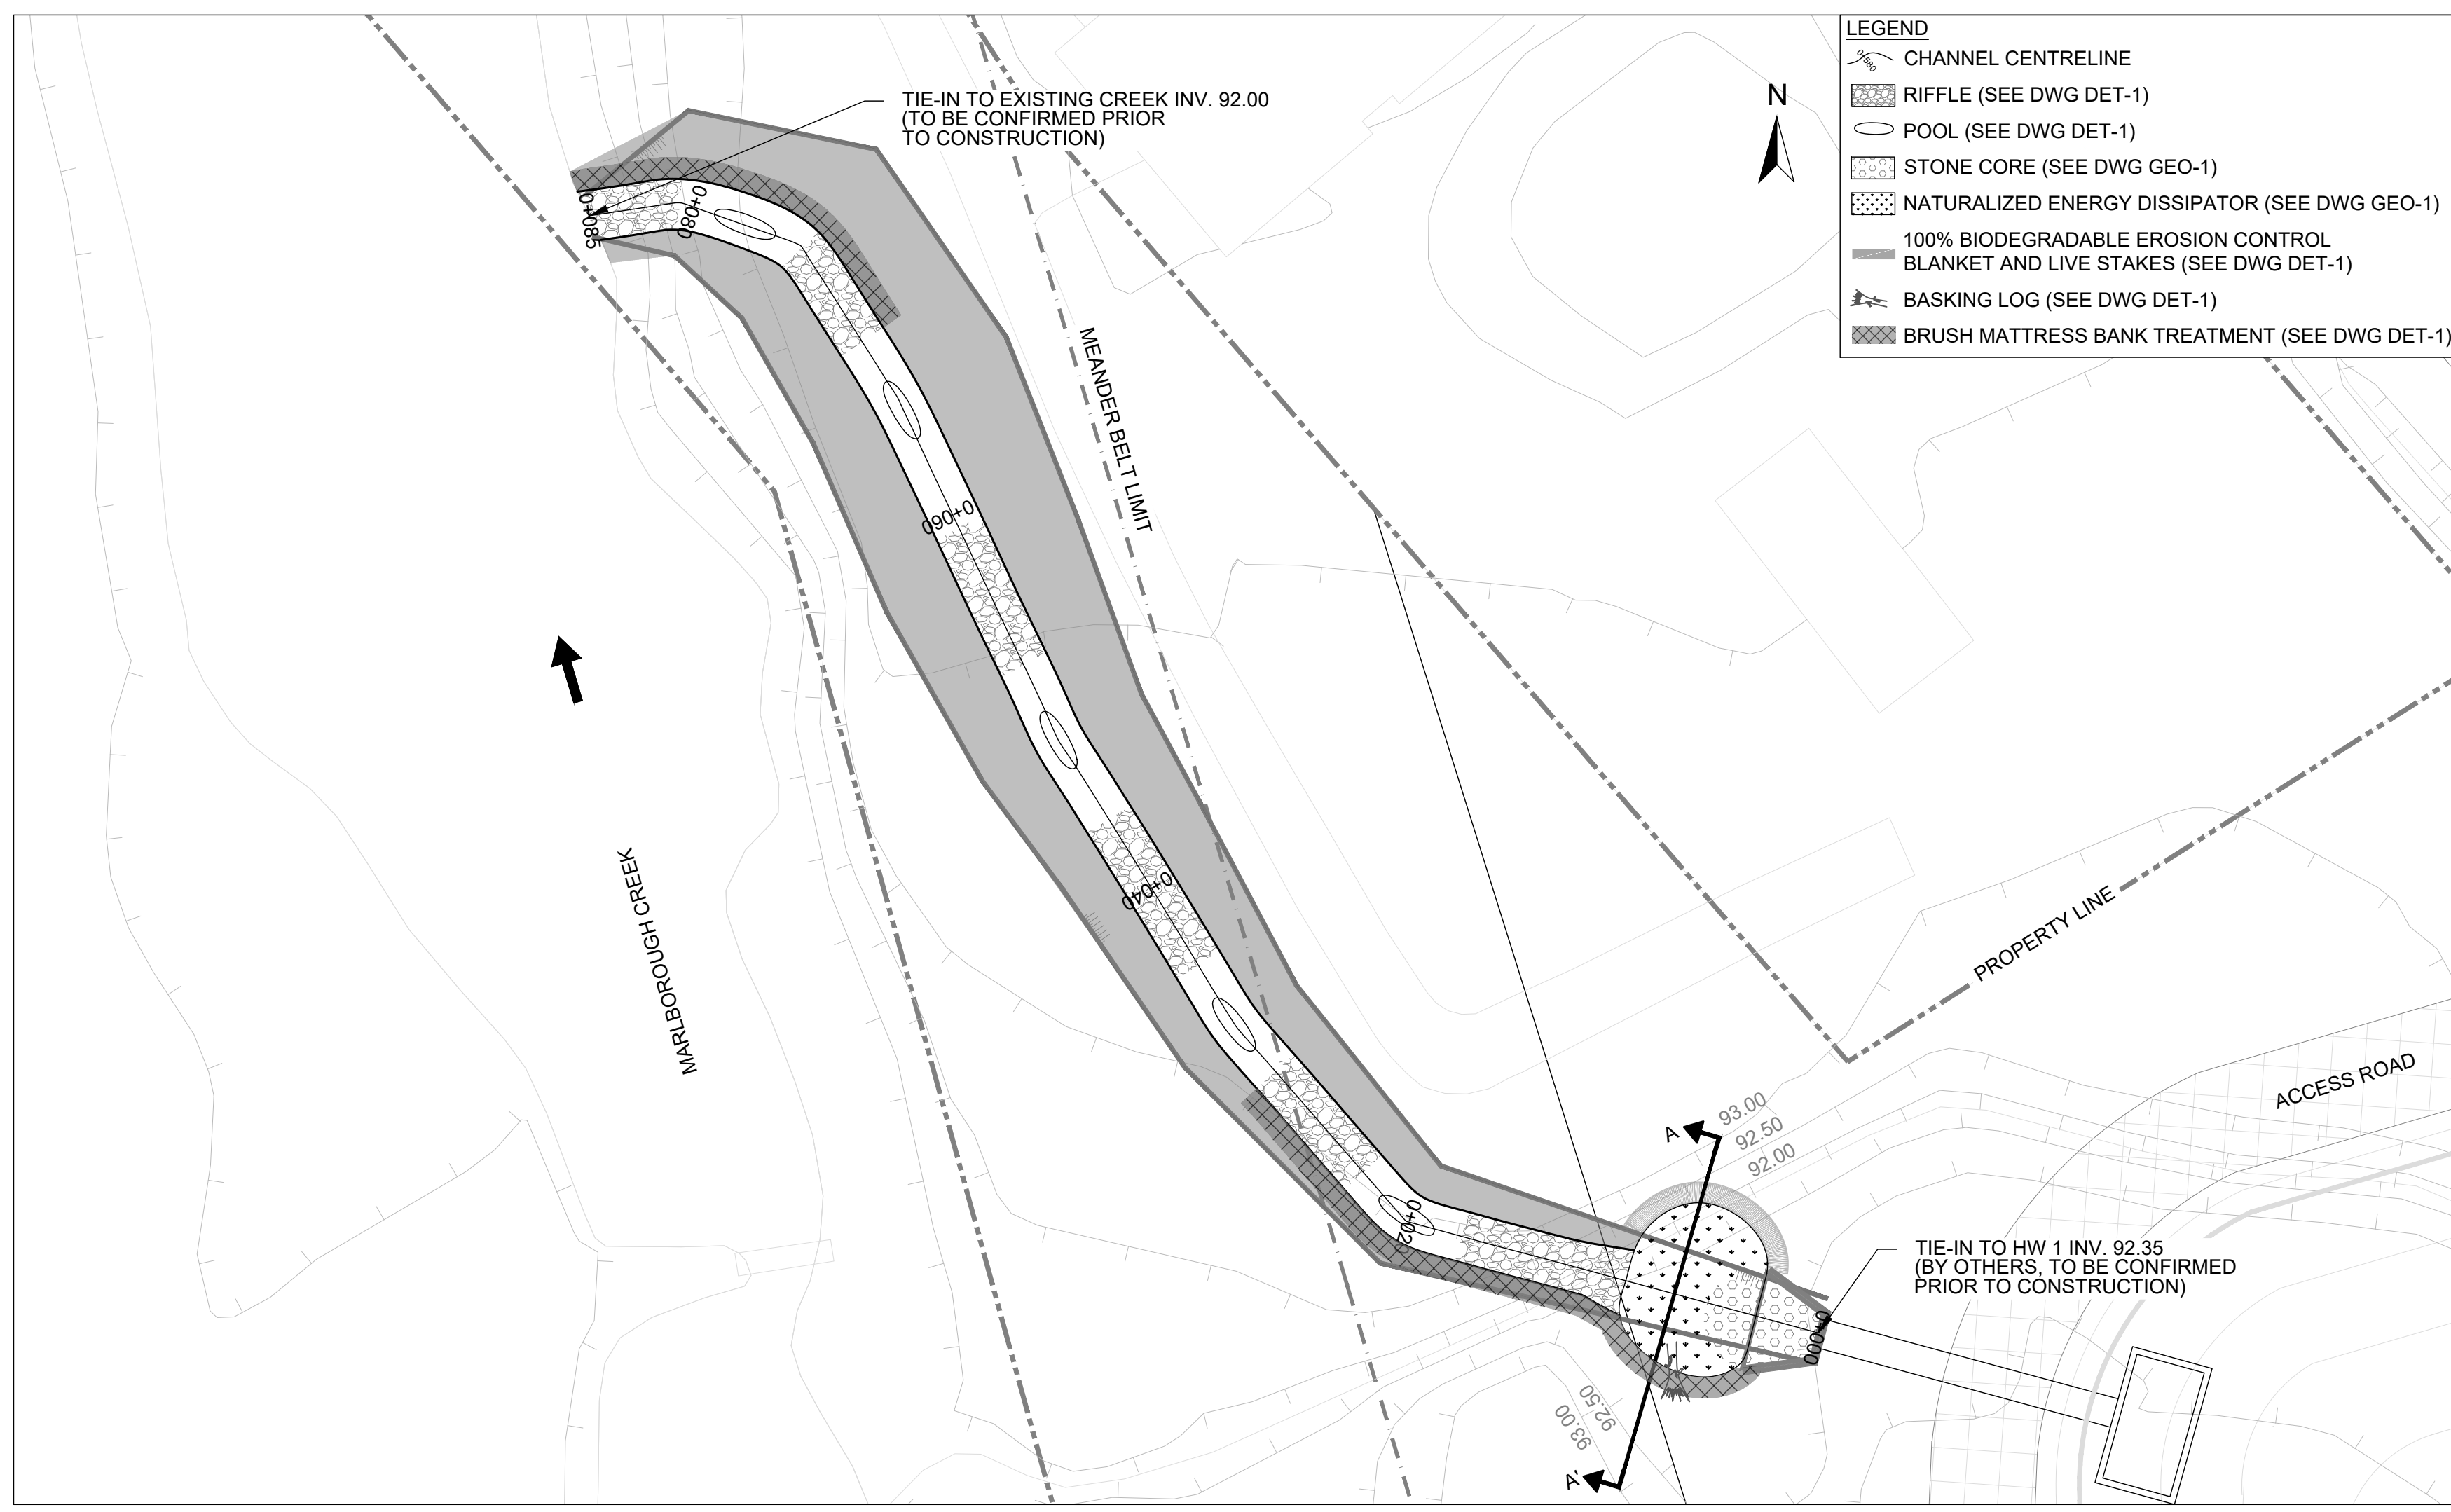 LEGEND
0+580
CHANNEL CENTRELINE
RIFFLE (SEE DWG DET-1)
POOL (SEE DWG DET-1)
STONE CORE (SEE DWG GEO-1)
NATURALIZED ENERGY DISSIPATOR (SEE DWG GEO-1)
100% BIODEGRADABLE EROSION CONTROL
BLANKET AND LIVE STAKES (SEE DWG DET-1)
BASKING LOG (SEE DWG DET-1)
BRUSH MATTRESS BANK TREATMENT (SEE DWG DET-1)
N
TIE-IN TO EXISTING CREEK INV. 92.00
(TO BE CONFIRMED PRIOR
TO CONSTRUCTION)
0+085
0+080
MEANDER BELT LIMIT
0+060
MARLBOROUGH CREEK
0+040
PROPERTY LINE
ACCESS ROAD
A
93.00
92.50
92.00
0+020
TIE-IN TO HW 1 INV. 92.35
(BY OTHERS, TO BE CONFIRMED
PRIOR TO CONSTRUCTION)
0+000
92.50
93.00
A'